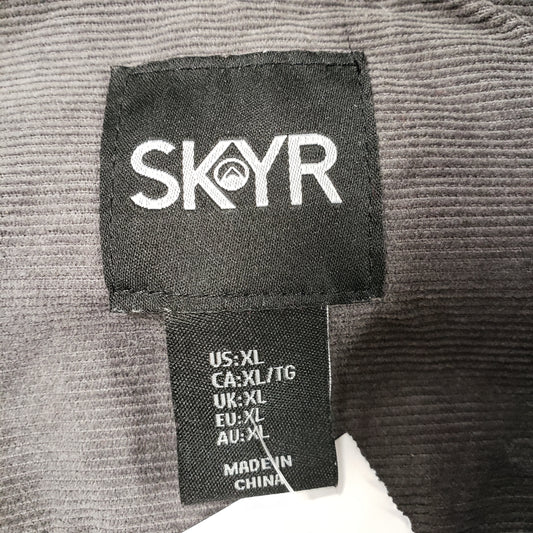 SKYR
US:XL
CA:XL/TG
UK:XL
EU:XL
AU:XL
MADE IN
CHINA